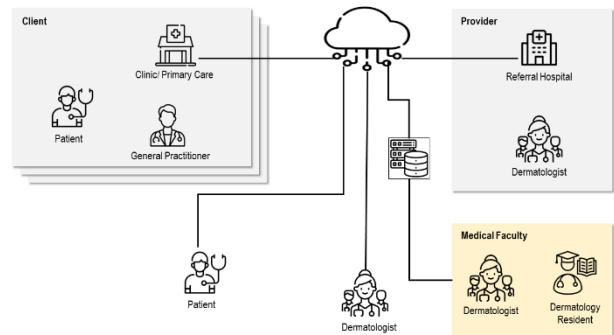 Client
Clinic/ Primary Care
Patient
General Practitioner
Provider
Referral Hospital
Dermatologist
Patient
Dermatologist
Medical Faculty
Dermatologist
Dermatology
Resident